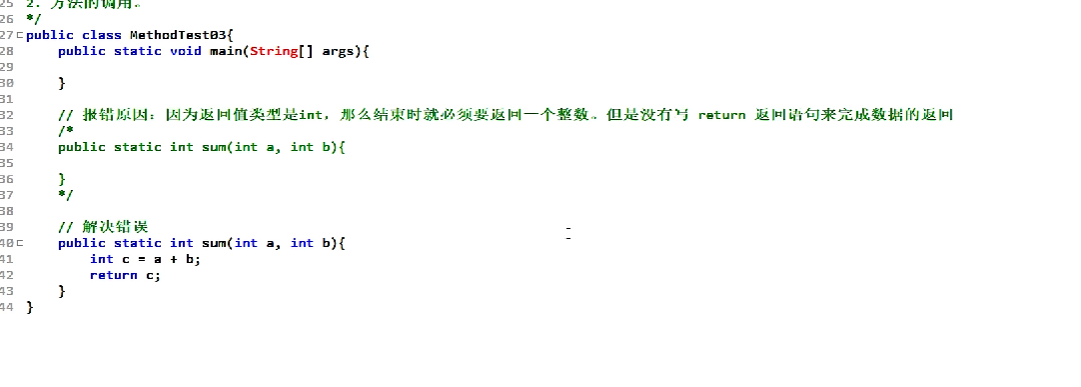 25 2. 方法的调用。
26 */
27 public class MethodTest03{
28 public static void main(String[] args){
29
30 }
31
32 // 报错原因：因为返回值类型是int，那么结束时就必须要返回一个整数。但是没有写 return 返回语句来完成数据的返回
33 /*
34 public static int sum(int a, int b){
35
36 }
37 */
38
39 // 解决错误
40 public static int sum(int a, int b){
41 int c = a + b;
42 return c;
43 }
44 }